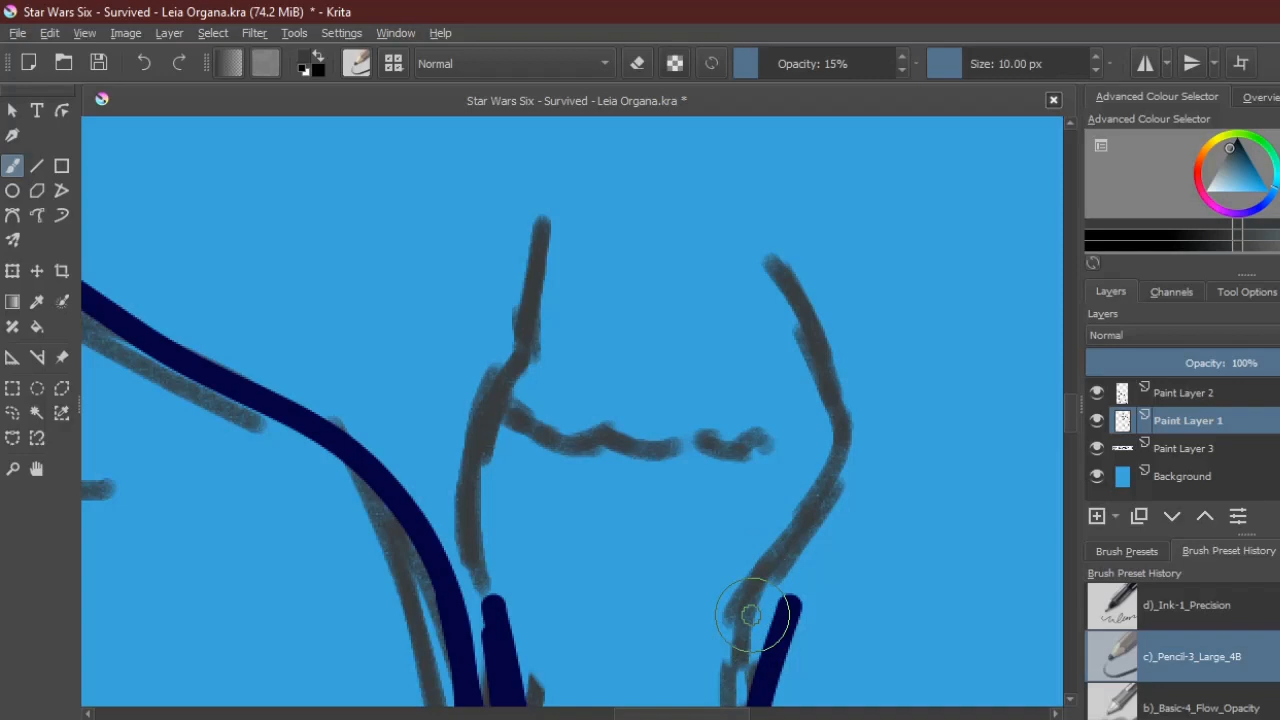 Star Wars Six - Survived - Leia Organa.kra (74.2 MiB) * - Krita
File Edit View Image Layer Select Filter Tools Settings Window Help
Normal
Opacity: 15%
Size: 10.00 px
Star Wars Six - Survived - Leia Organa.kra *
Advanced Colour Selector
Overvie
Advanced Colour Selector
Layers Channels Tool Options
Layers
Normal
Opacity: 100%
Paint Layer 2
Paint Layer 1
Paint Layer 3
Background
Brush Presets Brush Preset History
Brush Preset History
d)_Ink-1_Precision
c)_Pencil-3_Large_4B
b)_Basic-4_Flow_Opacity